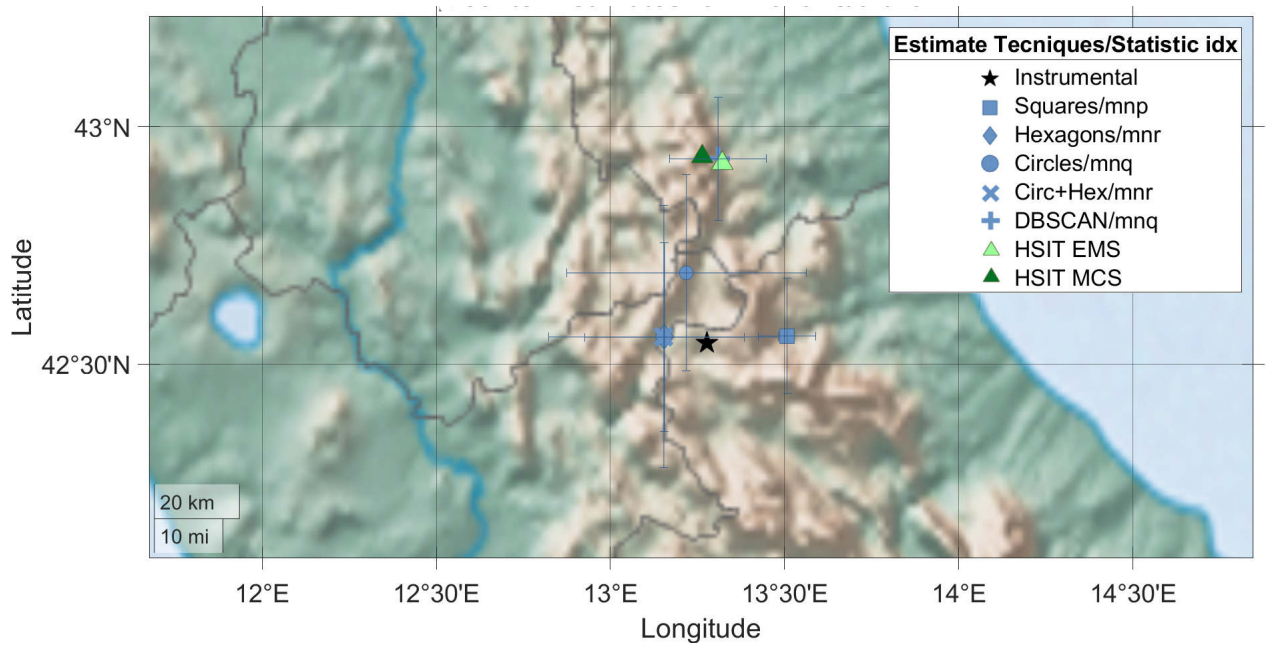 Estimate Tecniques/Statistic idx
Instrumental
Squares/mnp
Hexagons/mnr
Circles/mnq
Circ+Hex/mnr
DBSCAN/mnq
HSIT EMS
HSIT MCS
43°N
42°30'N
Latitude
20 km
10 mi
12°E
12°30'E
13°E
13°30'E
14°E
14°30'E
Longitude